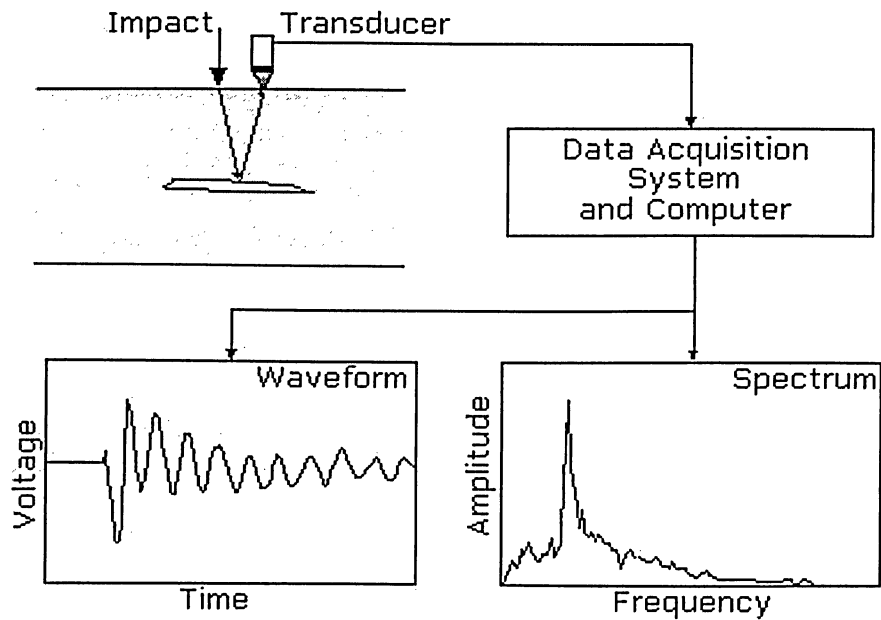 Impact
Transducer
Data Acquisition
System
and Computer
Waveform
Voltage
Time
Spectrum
Amplitude
Frequency